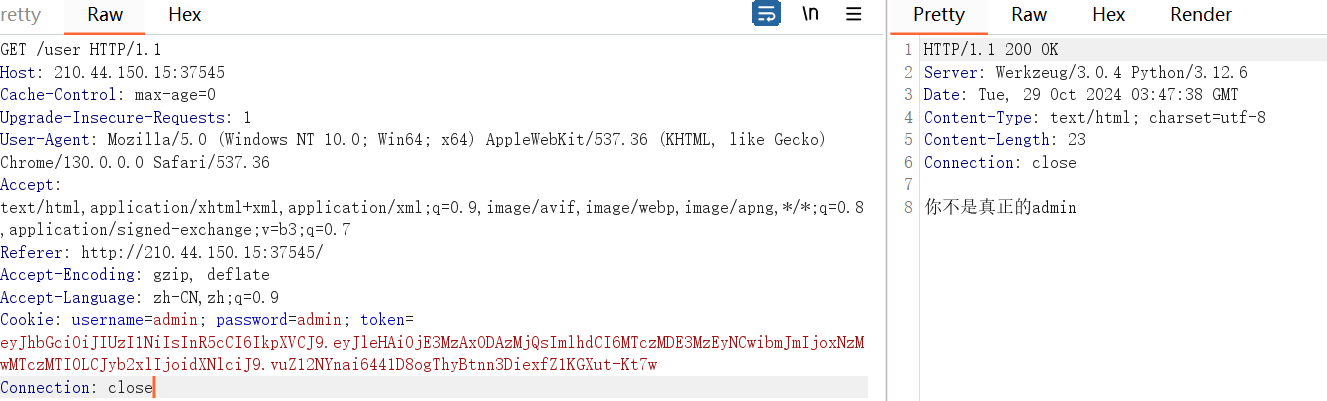 retty Raw Hex \n
Pretty Raw Hex Render
GET /user HTTP/1.1
Host: 210.44.150.15:37545
Cache-Control: max-age=0
Upgrade-Insecure-Requests: 1
User-Agent: Mozilla/5.0 (Windows NT 10.0; Win64; x64) AppleWebKit/537.36 (KHTML, like Gecko)
Chrome/130.0.0.0 Safari/537.36
Accept:
text/html,application/xhtml+xml,application/xml;q=0.9,image/avif,image/webp,image/apng,*/*;q=0.8
,application/signed-exchange;v=b3;q=0.7
Referer: http://210.44.150.15:37545/
Accept-Encoding: gzip, deflate
Accept-Language: zh-CN,zh;q=0.9
Cookie: username=admin; password=admin; token=
eyJhbGciOiJIUzI1NiIsInR5cCI6IkpXVCJ9.eyJleHAiOjE3MzAxODAzMjQsImlhdCI6MTczMDE3MzEyNCwibmJmIjoxNzM
wMTczMTI0LCJyb2xlIjoidXNlciJ9.vuZ12NYnai6441D8ogThyBtnn3DiexfZ1KGXut-Kt7w
Connection: close
1 HTTP/1.1 200 OK
2 Server: Werkzeug/3.0.4 Python/3.12.6
3 Date: Tue, 29 Oct 2024 03:47:38 GMT
4 Content-Type: text/html; charset=utf-8
5 Content-Length: 23
6 Connection: close
7
8 你不是真正的admin